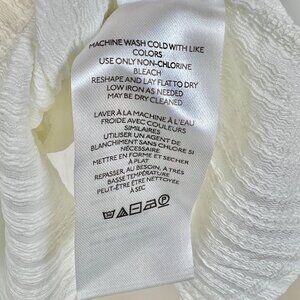 MACHINE WASH COLD WITH LIKE
COLORS
USE ONLY NON-CHLORINE
BLEACH
RESHAPE AND LAY FLAT TO DRY
LOW IRON AS NEEDED
MAY BE DRY CLEANED
LAVER À LA MACHINE À L'EAU
FROIDE AVEC COULEURS
SIMILAIRES
UTILISER UN AGENT DE
BLANCHIMENT SANS CHLORE SI
NÉCESSAIRE
METTRE EN FORME ET SÉCHER
À PLAT
REPASSER, AU BESOIN, À TRÈS
BASSE TEMPÉRATURE
PEUT-ÊTRE ÊTRE NETTOYÉE
À SEC